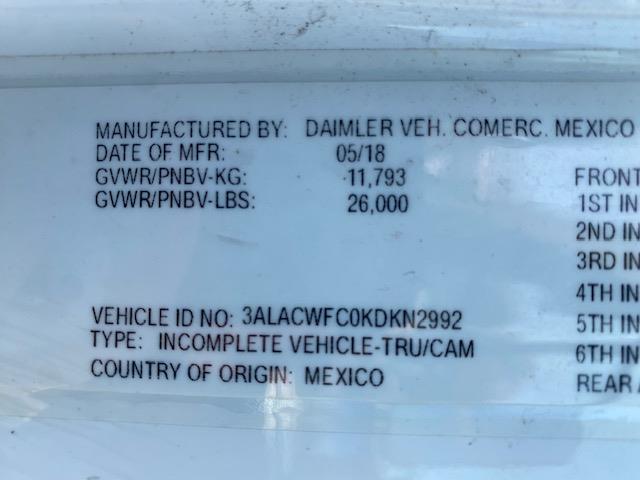 MANUFACTURED BY: DAIMLER VEH. COMERC. MEXICO
DATE OF MFR: 05/18
GVWR/PNBV-KG: 11,793
GVWR/PNBV-LBS: 26,000
FRONT
1ST IN
2ND IN
3RD IN
4TH IN
5TH IN
6TH IN
REAR
VEHICLE ID NO: 3ALACWFC0KDKN2992
TYPE: INCOMPLETE VEHICLE-TRU/CAM
COUNTRY OF ORIGIN: MEXICO